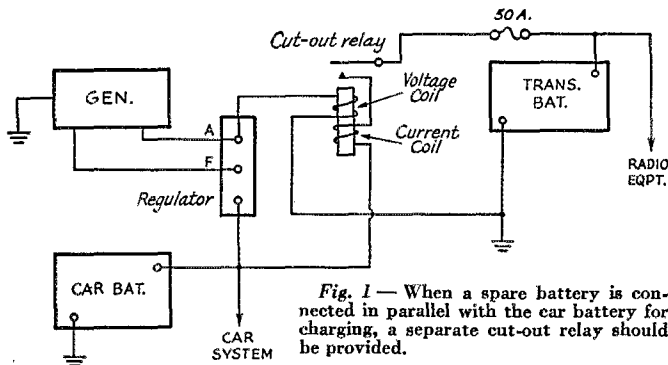 50 A.
Cut-out relay
GEN.
Voltage
Coil
TRANS.
BAT.
A
Current
Coil
F
RADIO
EQPT.
Regulator
CAR BAT.
CAR
SYSTEM
Fig. 1 — When a spare battery is con-
nected in parallel with the car battery for
charging, a separate cut-out relay should
be provided.